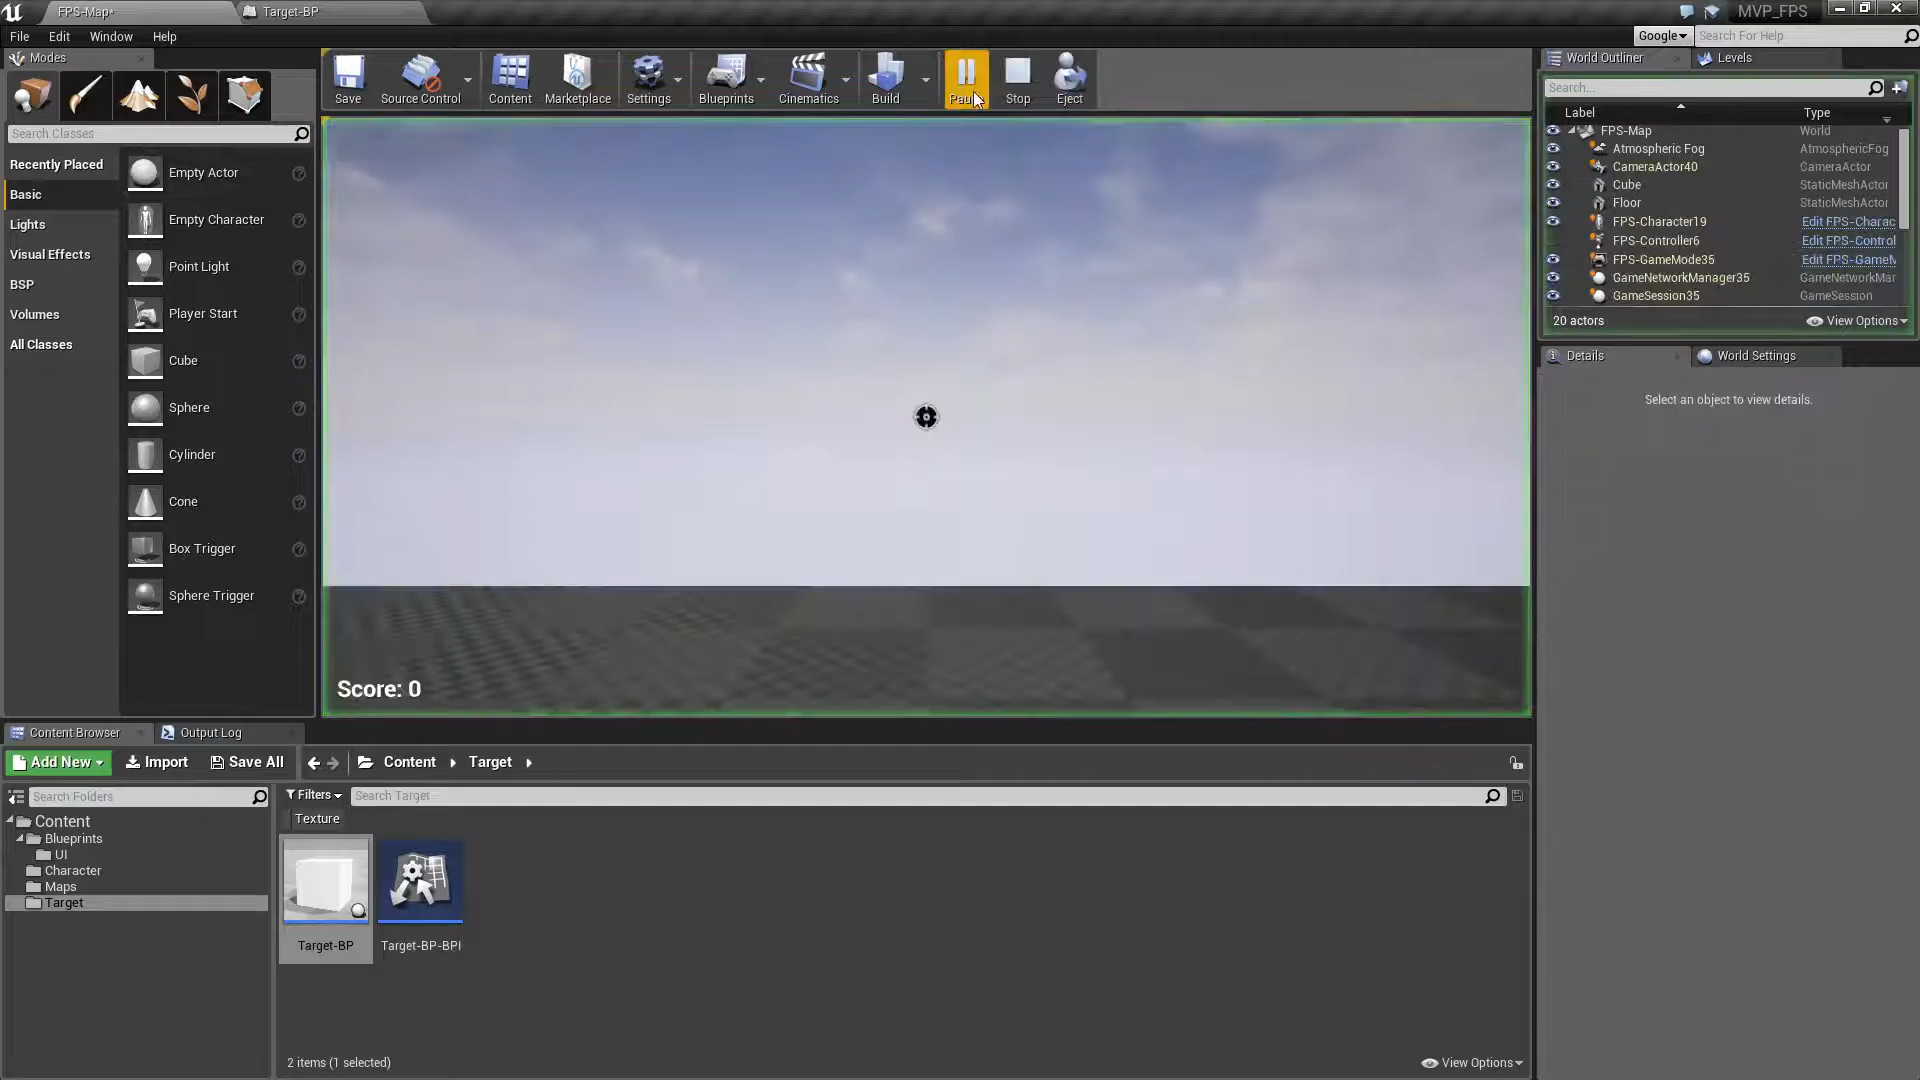 FPS-Map*
Target-BP
MVP_FPS
File Edit Window Help
Google
Search For Help
Modes
Save
Source Control
Content
Marketplace
Settings
Blueprints
Cinematics
Build
Stop
Eject
Search Classes
Recently Placed
Basic
Lights
Visual Effects
BSP
Volumes
All Classes
Empty Actor
Empty Character
Point Light
Player Start
Cube
Sphere
Cylinder
Cone
Box Trigger
Sphere Trigger
Score: 0
World Outliner
Levels
Search...
Label Type
FPS-Map World
Atmospheric Fog AtmosphericFog
CameraActor40 CameraActor
Cube StaticMeshActor
Floor StaticMeshActor
FPS-Character19 Edit FPS-Charac
FPS-Controller6 Edit FPS-Control
FPS-GameMode35 Edit FPS-GameM
GameNetworkManager35 GameNetworkMar
GameSession35 GameSession
20 actors
View Options
Details
World Settings
Select an object to view details.
Content Browser
Output Log
Add New
Import
Save All
Content
Target
Search Folders
Content
Blueprints
UI
Character
Maps
Target
Filters
Search Target
Texture
Target-BP
Target-BP-BPI
2 items (1 selected)
View Options